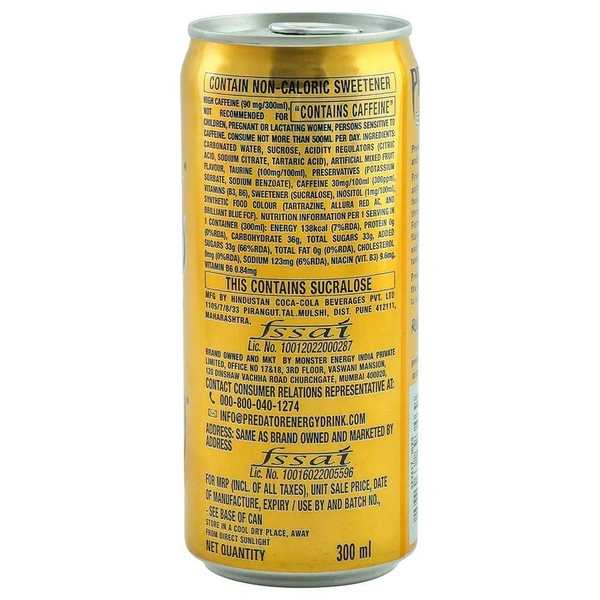 CONTAIN NON-CALORIC SWEETENER
HIGH CAFFEINE (90 mg/300ml), "CONTAINS CAFFEINE"
NOT RECOMMENDED FOR
CHILDREN, PREGNANT OR LACTATING WOMEN, PERSONS SENSITIVE TO
CAFFEINE. CONSUME NOT MORE THAN 500ML PER DAY. INGREDIENTS:
CARBONATED WATER, SUCROSE, ACIDITY REGULATORS (CITRIC
ACID, SODIUM CITRATE, TARTARIC ACID), ARTIFICIAL MIXED FRUIT
FLAVOUR, TAURINE (100mg/100ml), PRESERVATIVES (POTASSIUM
SORBATE, SODIUM BENZOATE), CAFFEINE 30mg/100ml (300ppm),
VITAMINS (B3, B6), SWEETENER (SUCRALOSE), INOSITOL (1mg/100ml),
SYNTHETIC FOOD COLOUR (TARTRAZINE, ALLURA RED AC, AND
BRILLIANT BLUE FCF). NUTRITION INFORMATION PER 1 SERVING IN
1 CONTAINER (300ml): ENERGY 138kcal (7%RDA), PROTEIN 0g
(0%RDA), CARBOHYDRATE 36g, TOTAL SUGARS 33g, ADDED
SUGARS 33g (66%RDA), TOTAL FAT 0g (0%RDA), CHOLESTEROL
0mg (0%RDA), SODIUM 123mg (6%RDA), NIACIN (VIT. B3) 9.6mg,
VITAMIN B6 0.84mg
THIS CONTAINS SUCRALOSE
MFG BY HINDUSTAN COCA-COLA BEVERAGES PVT. LTD
1105/7/8/33 PIRANGUT.TAL.MULSHI, DIST. PUNE 412111,
MAHARASHTRA.
fssai
Lic. No. 10012022000287
BRAND OWNED AND MKT BY MONSTER ENERGY INDIA PRIVATE
LIMITED, OFFICE NO 17&18, 3RD FLOOR, VASWANI MANSION,
120 DINSHAW VACHHA ROAD CHURCHGATE, MUMBAI 400020,
CONTACT CONSUMER RELATIONS REPRESENTATIVE AT:
000-800-040-1274
INFO@PREDATORENERGYDRINK.COM
ADDRESS: SAME AS BRAND OWNED AND MARKETED BY
ADDRESS
fssai
Lic. No. 10016022005596
FOR MRP (INCL. OF ALL TAXES), UNIT SALE PRICE, DATE
OF MANUFACTURE, EXPIRY / USE BY AND BATCH NO.,
- SEE BASE OF CAN
STORE IN A COOL DRY PLACE, AWAY
FROM DIRECT SUNLIGHT
NET QUANTITY 300 ml